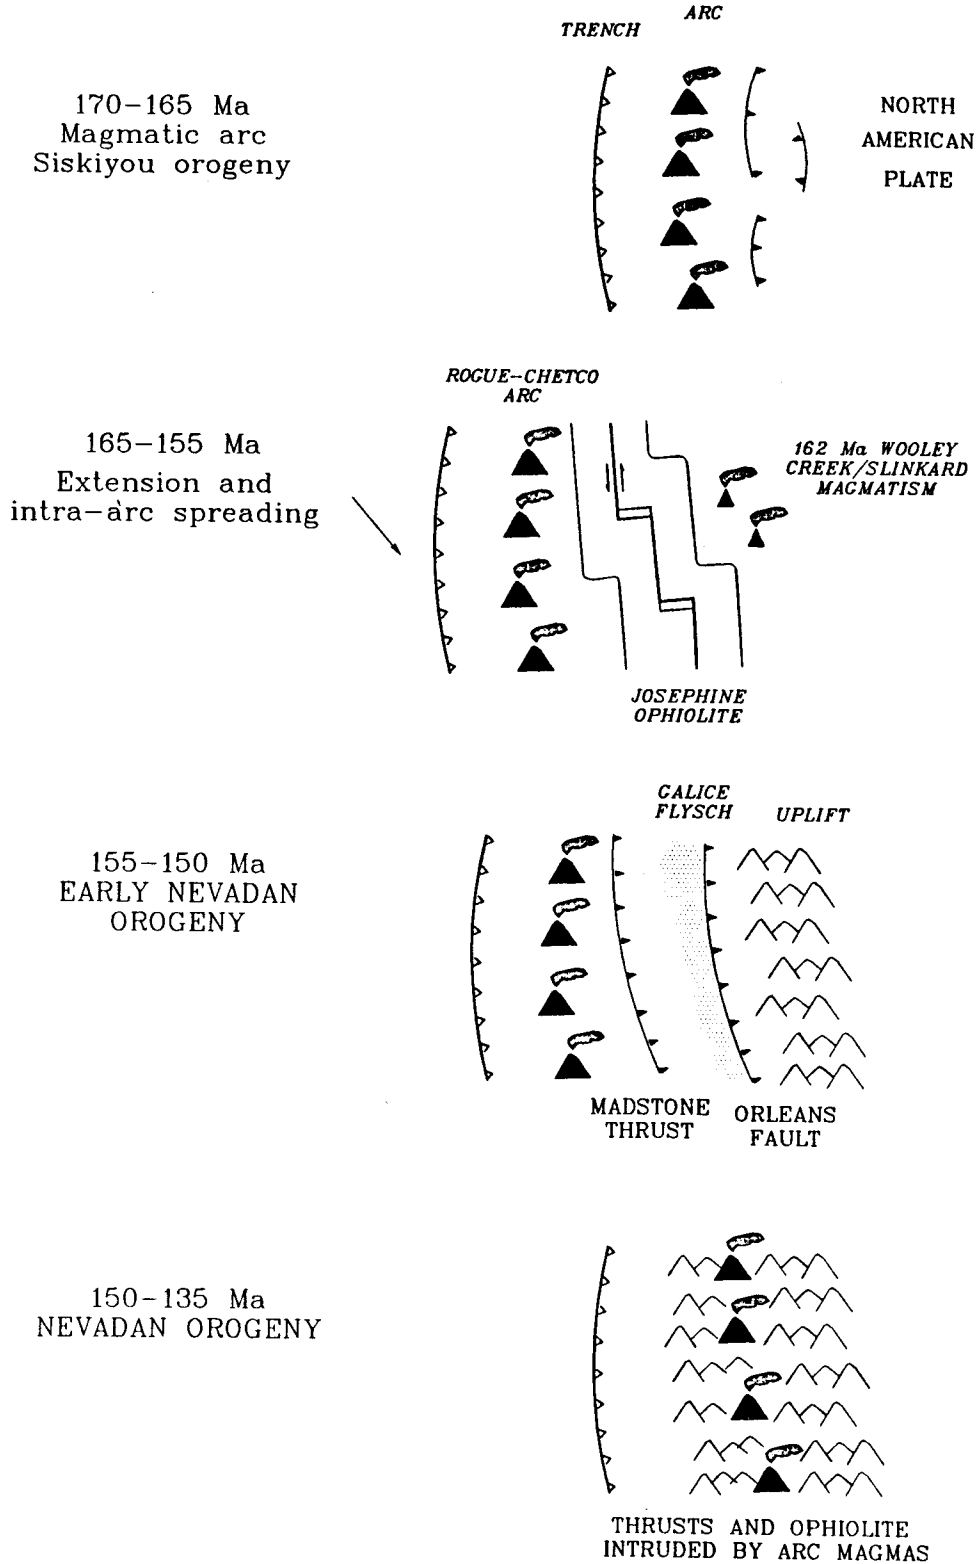 ARC
TRENCH
170-165 Ma
Magmatic arc
Siskiyou orogeny
NORTH
AMERICAN
PLATE
ROGUE-CHETCO
ARC
165-155 Ma
Extension and
intra-arc spreading
162 Ma WOOLEY
CREEK/SLINKARD
MAGMATISM
JOSEPHINE
OPHIOLITE
GALICE
FLYSCH
UPLIFT
155-150 Ma
EARLY NEVADAN
OROGENY
MADSTONE
THRUST
ORLEANS
FAULT
150-135 Ma
NEVADAN OROGENY
THRUSTS AND OPHIOLITE
INTRUDED BY ARC MAGMAS